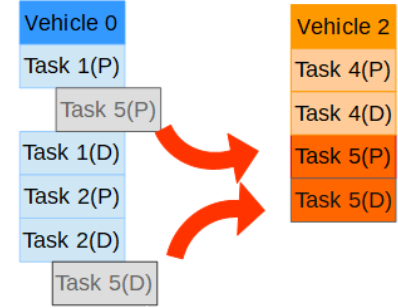 Vehicle 0
Task 1(P)
Task 5(P)
Task 1(D)
Task 2(P)
Task 2(D)
Task 5(D)
Vehicle 2
Task 4(P)
Task 4(D)
Task 5(P)
Task 5(D)